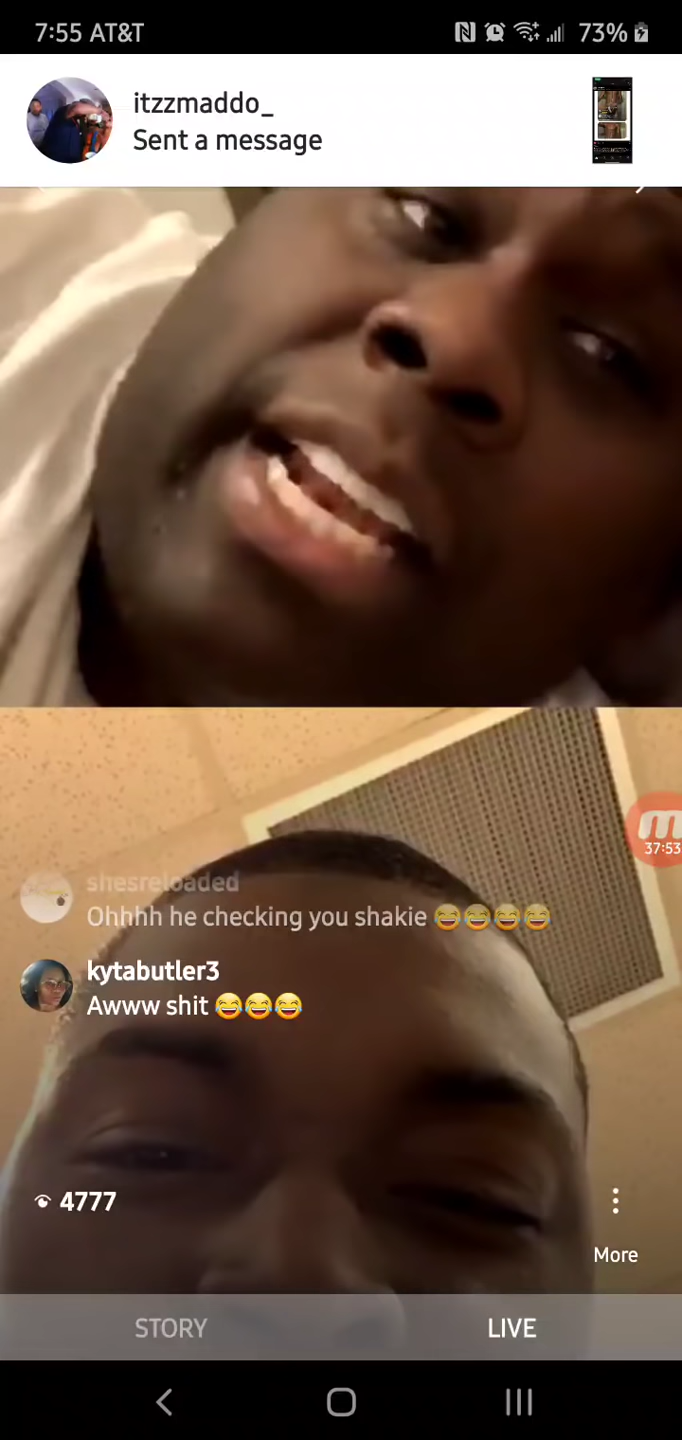 7:55 AT&T 73%
itzzmaddo_
Sent a message
37:53
shesreloaded
Ohhhh he checking you shakie 😂😂😂😂
kytabutler3
Awww shit 😂😂😂
4777
More
STORY LIVE